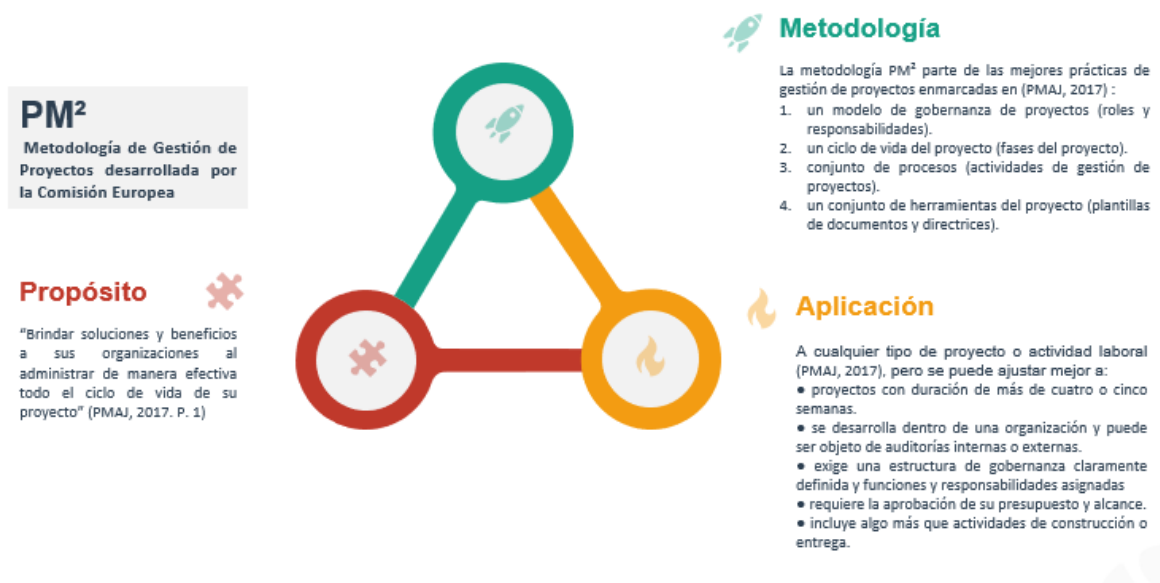 PM²
Metodología de Gestión de
Proyectos desarrollada por
la Comisión Europea
Propósito
“Brindar soluciones y beneficios
a sus organizaciones al
administrar de manera efectiva
todo el ciclo de vida de su
proyecto” (PMAJ, 2017. P. 1)
Metodología
La metodología PM² parte de las mejores prácticas de
gestión de proyectos enmarcadas en (PMAJ, 2017) :
1. un modelo de gobernanza de proyectos (roles y
responsabilidades).
2. un ciclo de vida del proyecto (fases del proyecto).
3. conjunto de procesos (actividades de gestión de
proyectos).
4. un conjunto de herramientas del proyecto (plantillas
de documentos y directrices).
Aplicación
A cualquier tipo de proyecto o actividad laboral
(PMAJ, 2017), pero se puede ajustar mejor a:
● proyectos con duración de más de cuatro o cinco
semanas.
● se desarrolla dentro de una organización y puede
ser objeto de auditorías internas o externas.
● exige una estructura de gobernanza claramente
definida y funciones y responsabilidades asignadas
● requiere la aprobación de su presupuesto y alcance.
● incluye algo más que actividades de construcción o
entrega.